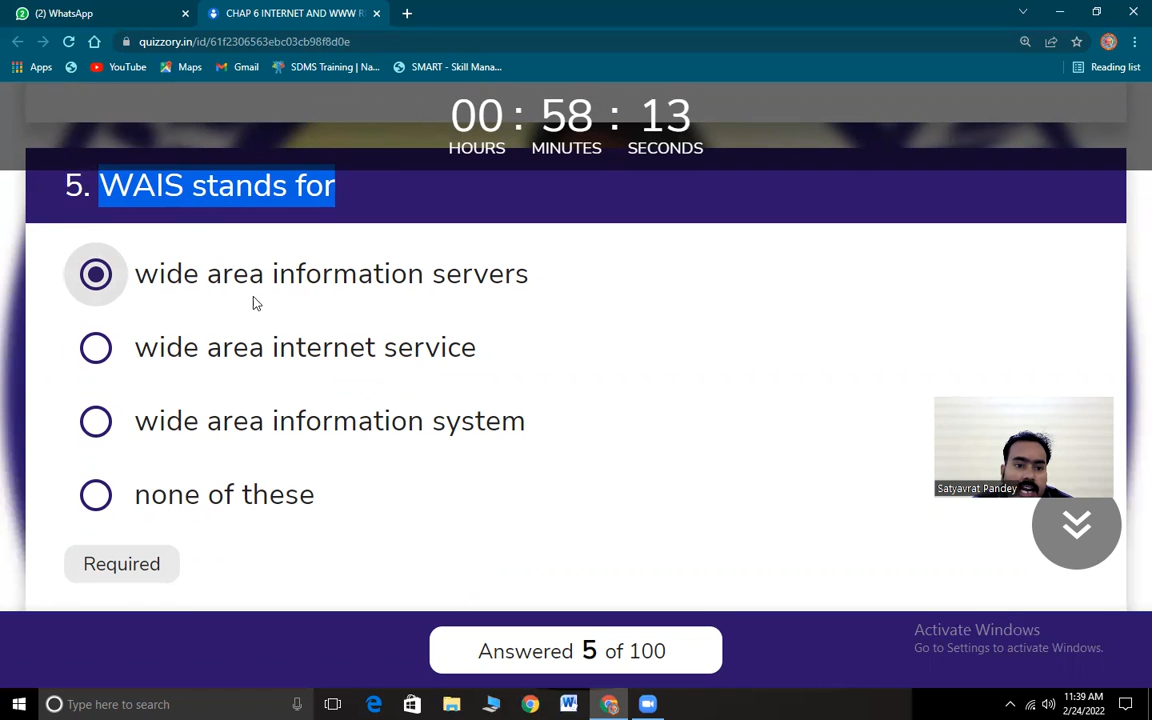 (2) WhatsApp
CHAP 6 INTERNET AND WWW R
quizzory.in/id/61f2306563ebc03cb98f8d0e
Apps
YouTube
Maps
Gmail
SDMS Training | Na...
SMART - Skill Mana...
Reading list
00 : 58 : 13
HOURS MINUTES SECONDS
5. WAIS stands for
wide area information servers
wide area internet service
wide area information system
none of these
Satyavrat Pandey
Required
Answered 5 of 100
Activate Windows
Go to Settings to activate Windows.
Type here to search
11:39 AM
2/24/2022